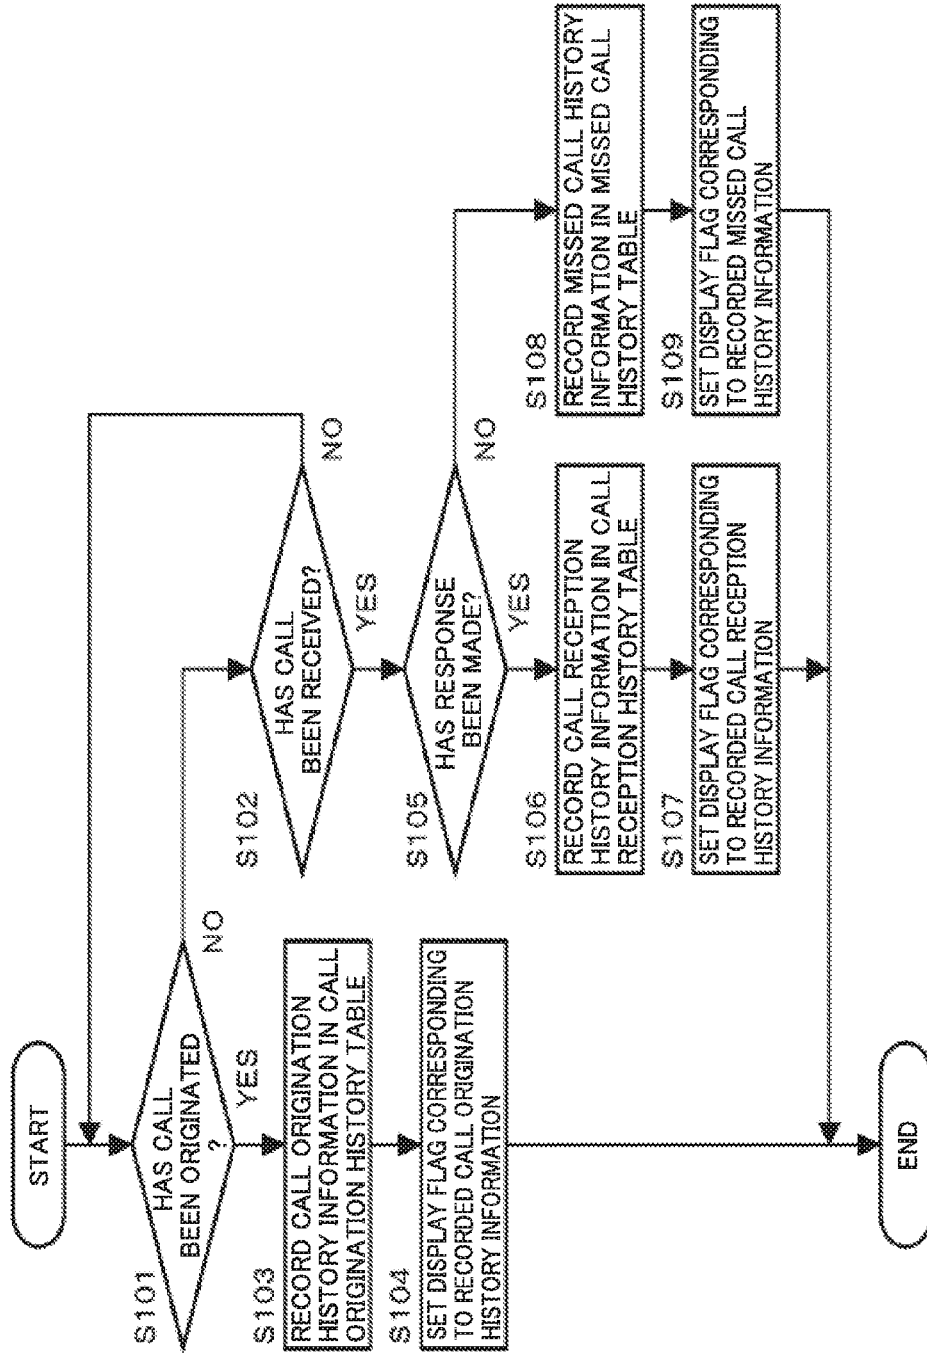 START
S101
HAS CALL
BEEN ORIGINATED
?
NO
YES
S103
RECORD CALL ORIGINATION
HISTORY INFORMATION IN CALL
ORIGINATION HISTORY TABLE
S104
SET DISPLAY FLAG CORRESPONDING
TO RECORDED CALL ORIGINATION
HISTORY INFORMATION
S102
HAS CALL
BEEN RECEIVED?
NO
YES
S105
HAS RESPONSE
BEEN MADE?
NO
YES
S106
RECORD CALL RECEPTION
HISTORY INFORMATION IN CALL
RECEPTION HISTORY TABLE
S107
SET DISPLAY FLAG CORRESPONDING
TO RECORDED CALL RECEPTION
HISTORY INFORMATION
S108
RECORD MISSED CALL HISTORY
INFORMATION IN MISSED CALL
HISTORY TABLE
S109
SET DISPLAY FLAG CORRESPONDING
TO RECORDED MISSED CALL
HISTORY INFORMATION
END